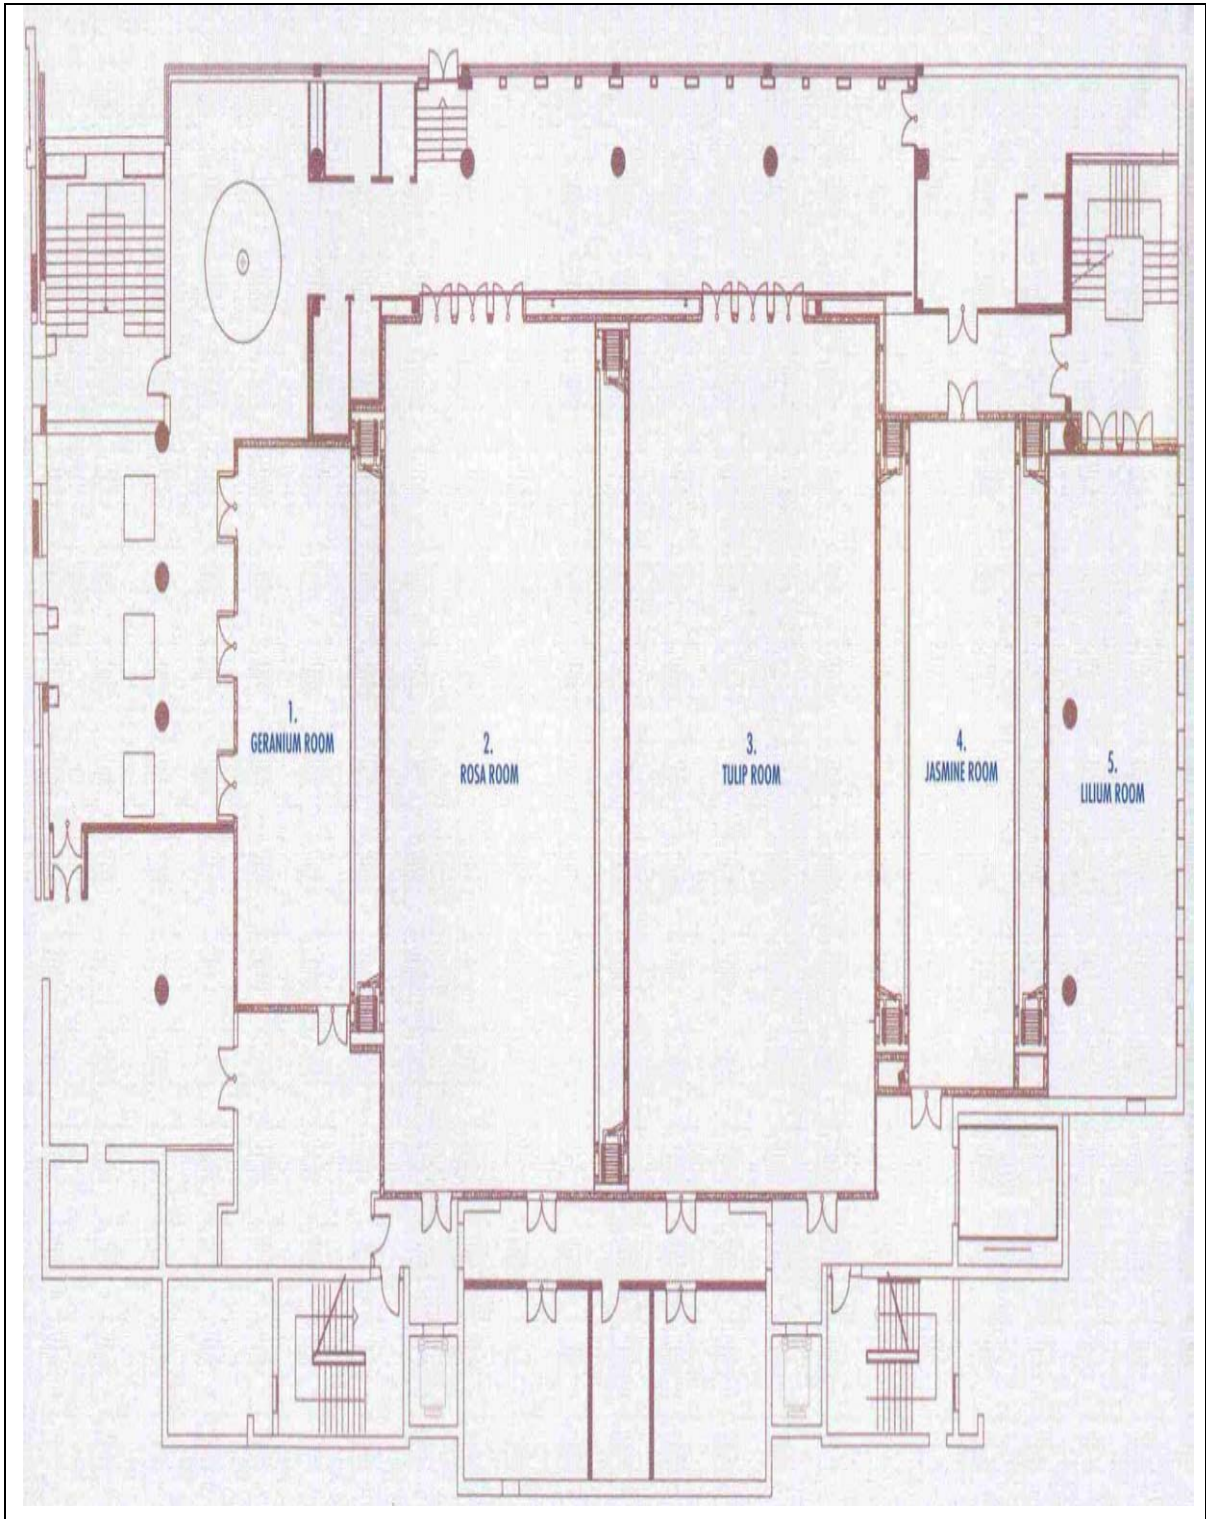 1.
GERANIUM ROOM
2.
ROSA ROOM
3.
TULIP ROOM
4.
JASMINE ROOM
5.
LILIUM ROOM